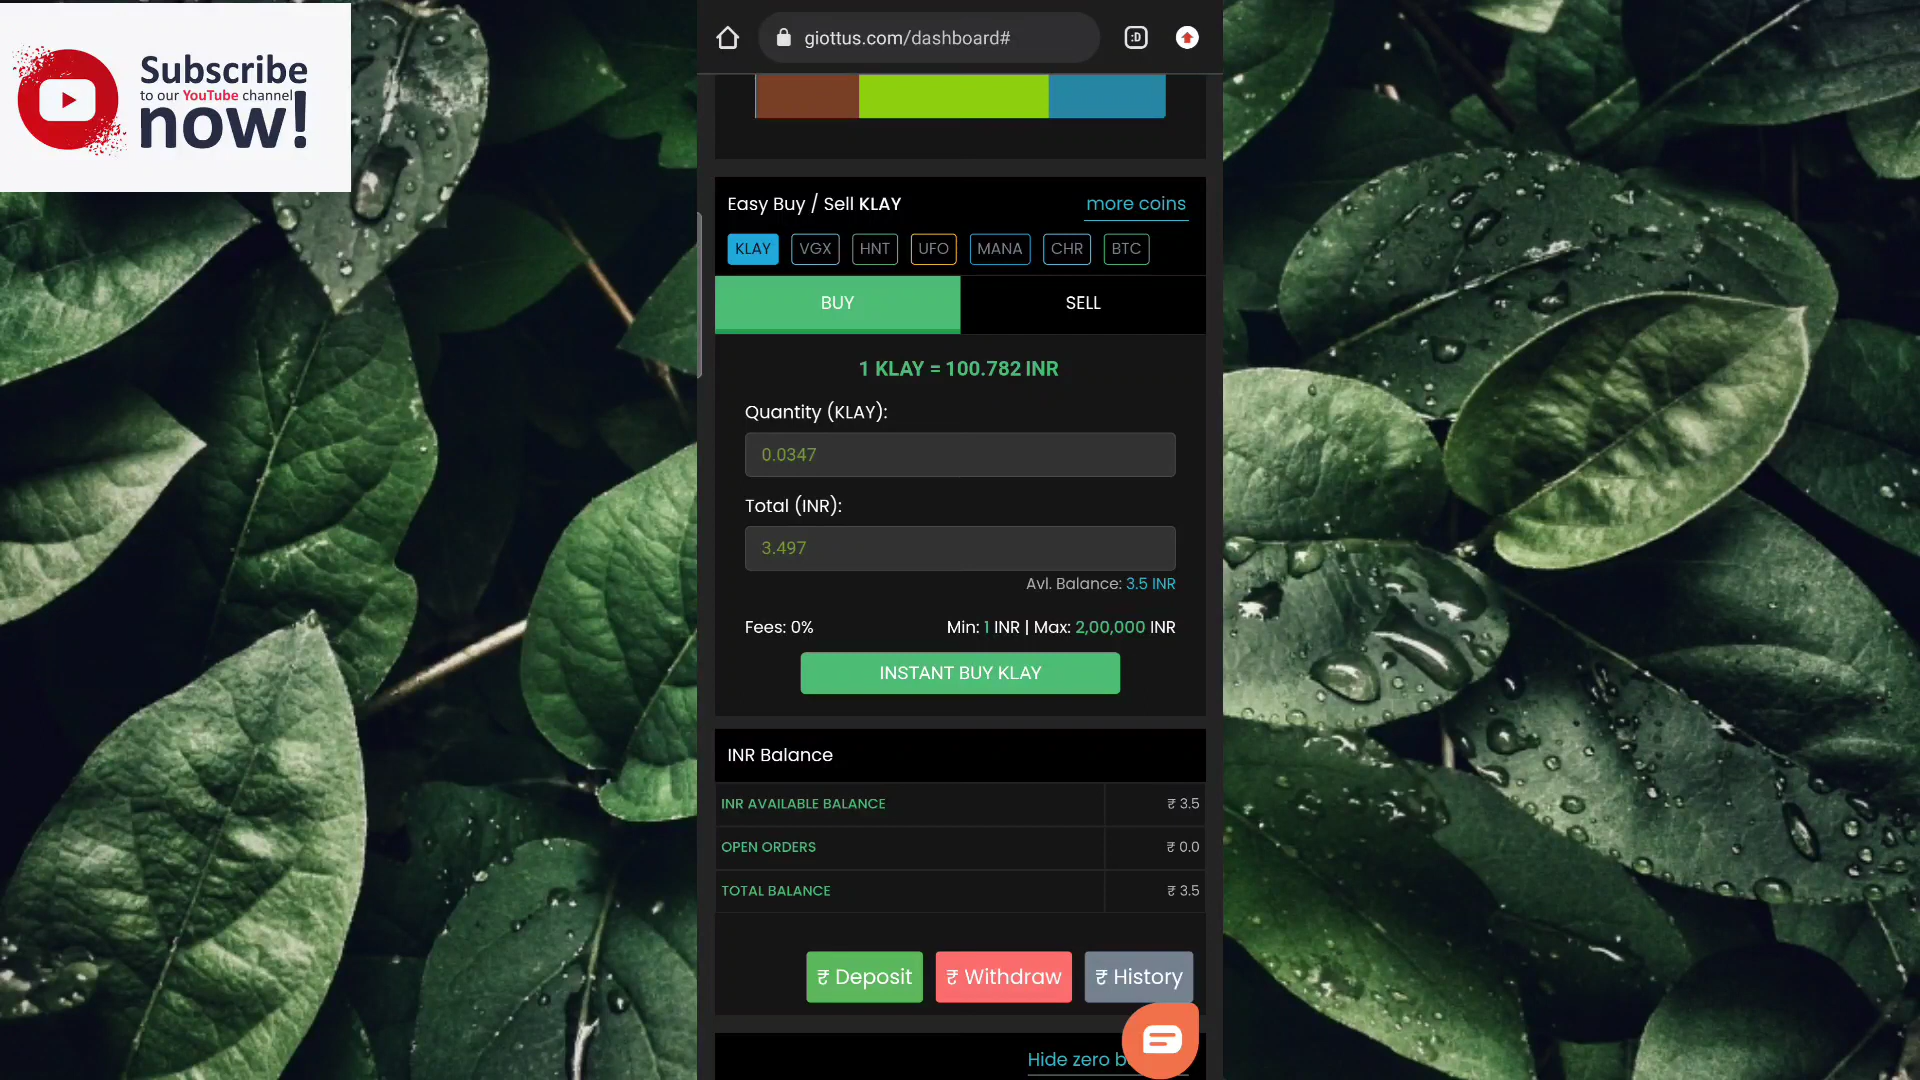 Subscribe
to our YouTube channel
now!
:D
giottus.com/dashboard#
Easy Buy / Sell KLAY
more coins
KLAY VGX HNT UFO MANA CHR BTC
BUY SELL
1 KLAY = 100.782 INR
Quantity (KLAY):
0.0347
Total (INR):
3.497
Avl. Balance: 3.5 INR
Fees: 0% Min: 1 INR | Max: 2,00,000 INR
INSTANT BUY KLAY
INR Balance
INR AVAILABLE BALANCE ₹ 3.5
OPEN ORDERS ₹ 0.0
TOTAL BALANCE ₹ 3.5
₹ Deposit ₹ Withdraw ₹ History
Hide zero